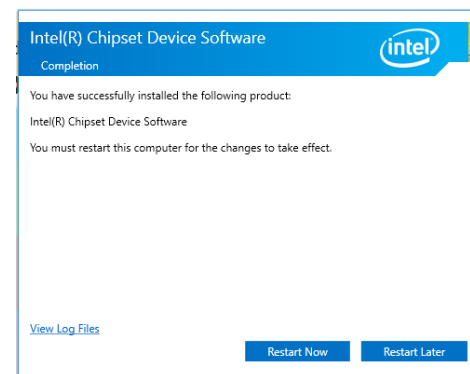 Intel(R) Chipset Device Software
intel
Completion
You have successfully installed the following product:
Intel(R) Chipset Device Software
You must restart this computer for the changes to take effect.
View Log Files
Restart Now
Restart Later